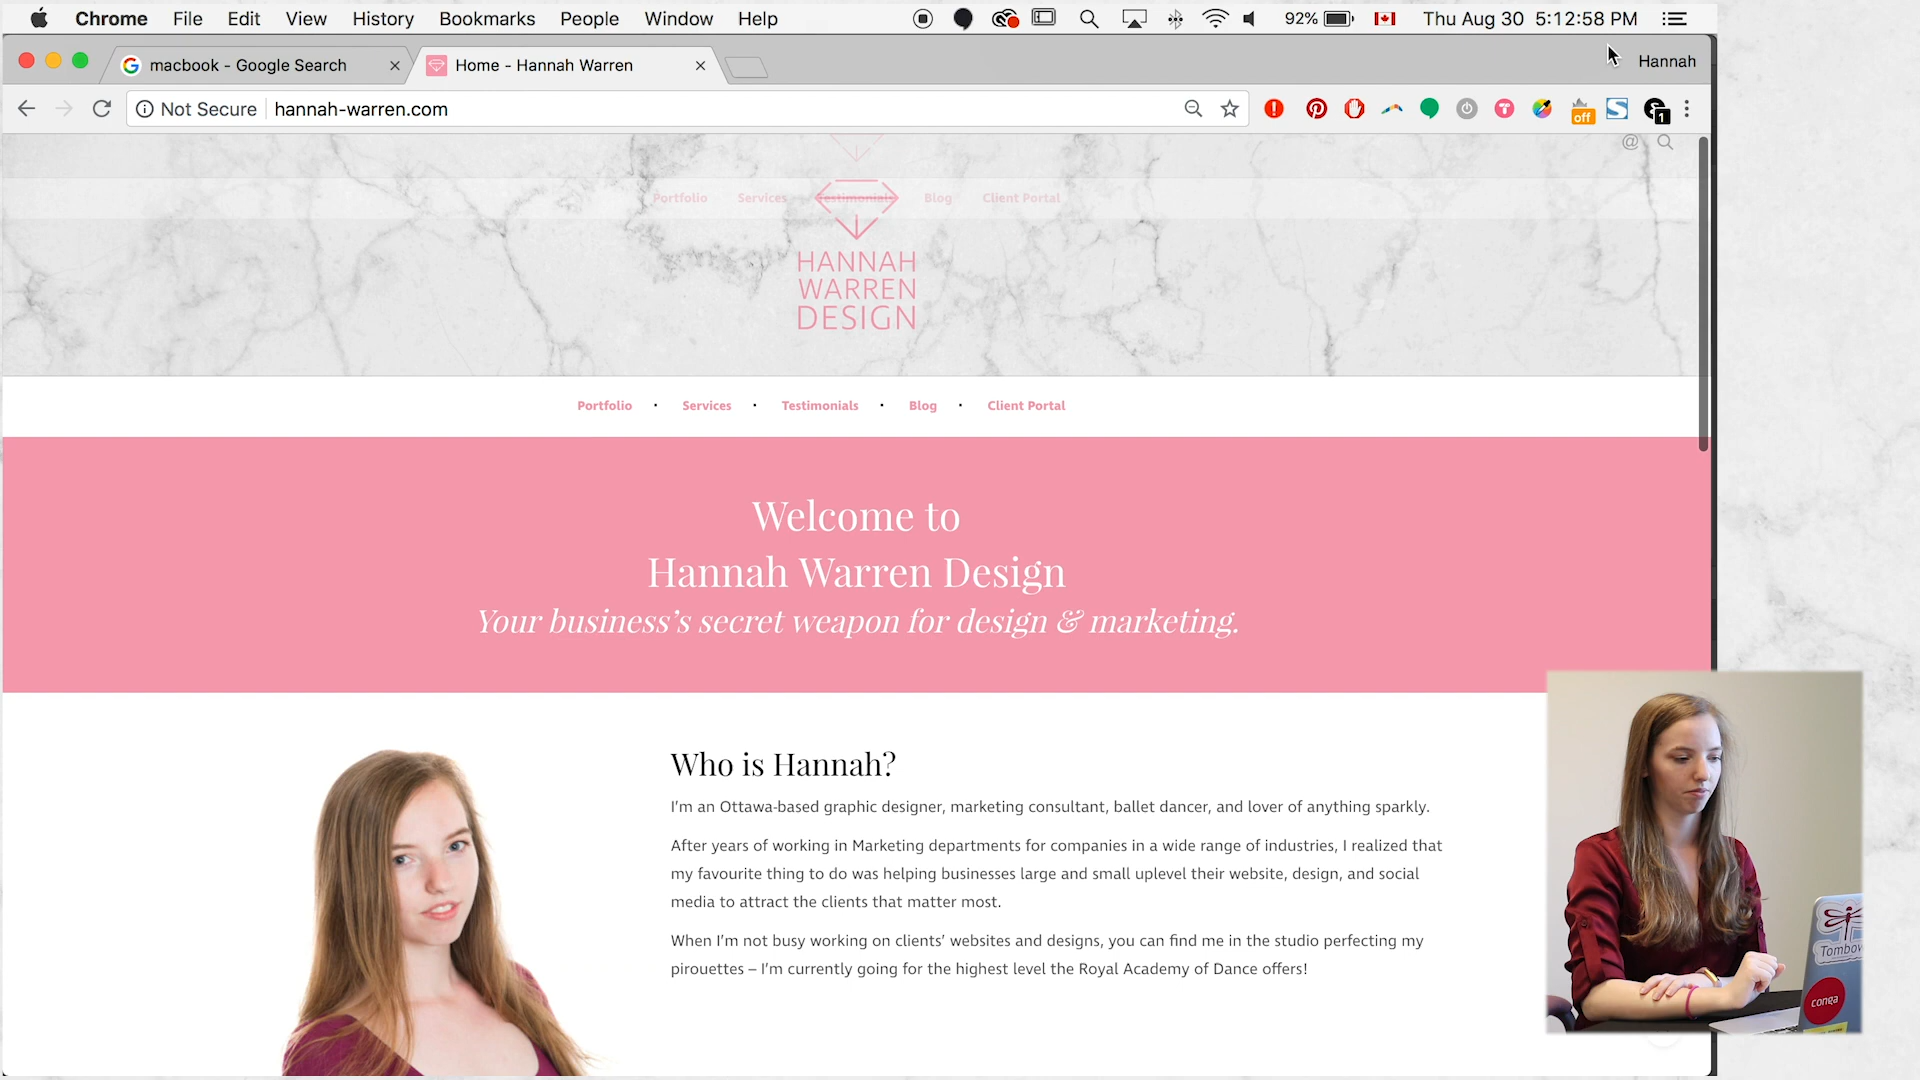 Chrome File Edit View History Bookmarks People Window Help 92% Thu Aug 30 5:12:58 PM
macbook - Google Search Home - Hannah Warren Hannah
Not Secure hannah-warren.com off 1
@
Portfolio Services Testimonials Blog Client Portal
HANNAH
WARREN
DESIGN
Portfolio · Services · Testimonials · Blog · Client Portal
Welcome to
Hannah Warren Design
Your business’s secret weapon for design & marketing.
Who is Hannah?
I’m an Ottawa-based graphic designer, marketing consultant, ballet dancer, and lover of anything sparkly.
After years of working in Marketing departments for companies in a wide range of industries, I realized that
my favourite thing to do was helping businesses large and small uplevel their website, design, and social
media to attract the clients that matter most.
When I’m not busy working on clients’ websites and designs, you can find me in the studio perfecting my
pirouettes – I’m currently going for the highest level the Royal Academy of Dance offers!
Tombow
conga